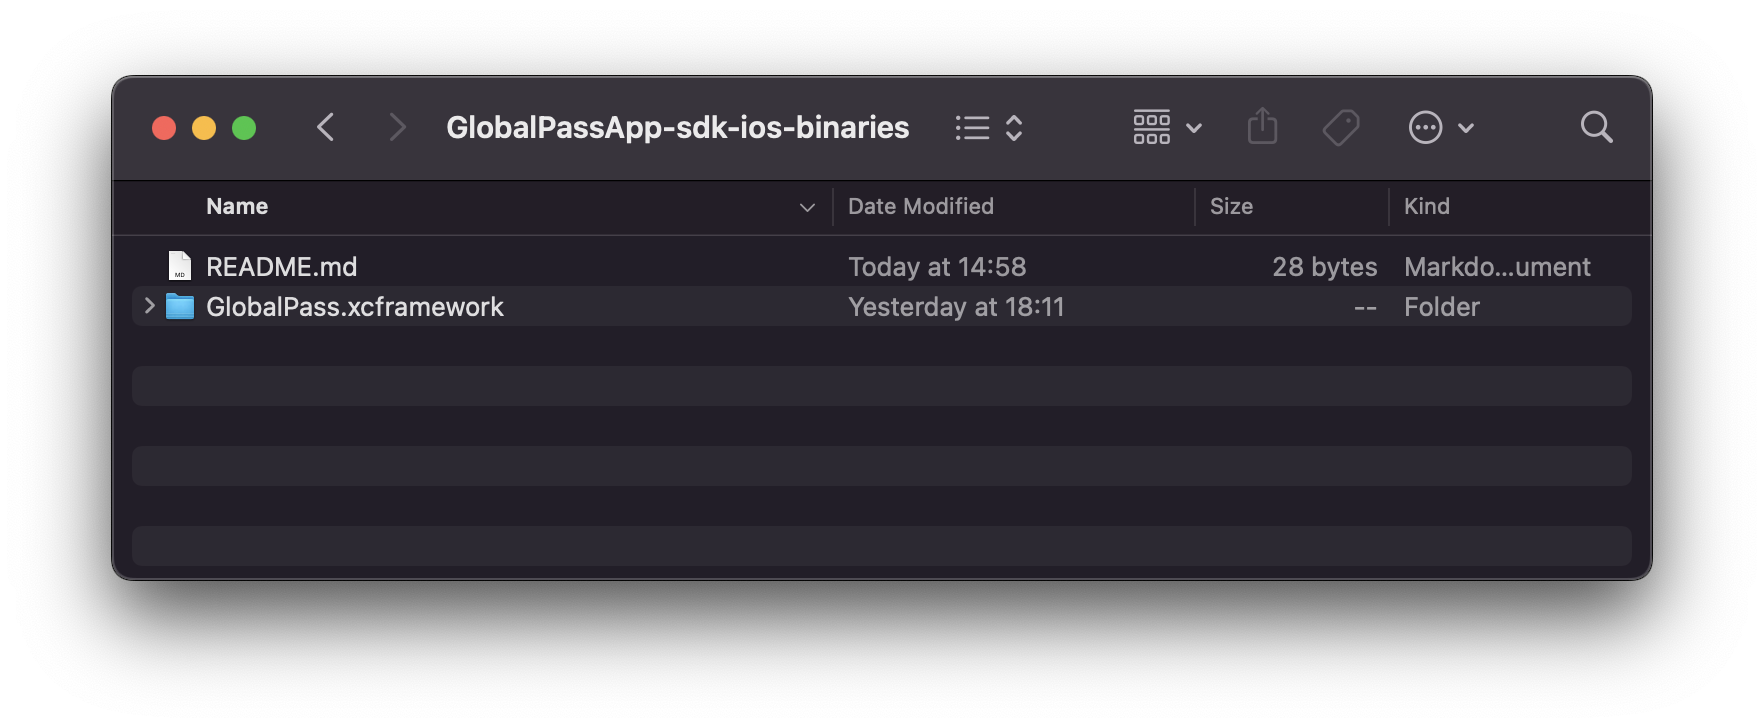 GlobalPassApp-sdk-ios-binaries
Name Date Modified Size Kind
MD README.md Today at 14:58 28 bytes Markdo...ument
GlobalPass.xcframework Yesterday at 18:11 -- Folder